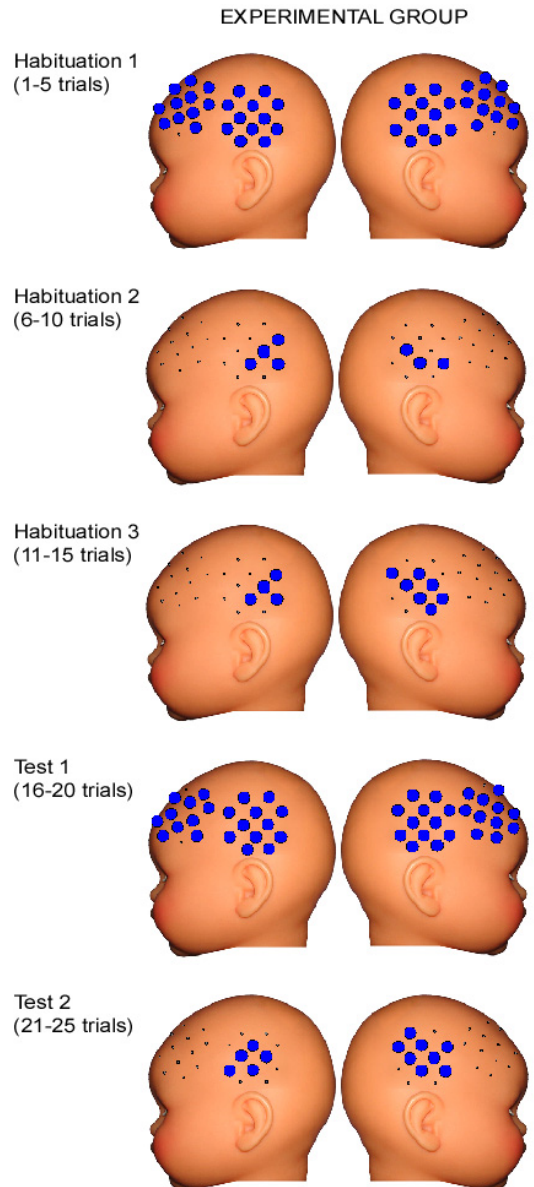 EXPERIMENTAL GROUP
Habituation 1
(1-5 trials)
Habituation 2
(6-10 trials)
Habituation 3
(11-15 trials)
Test 1
(16-20 trials)
Test 2
(21-25 trials)